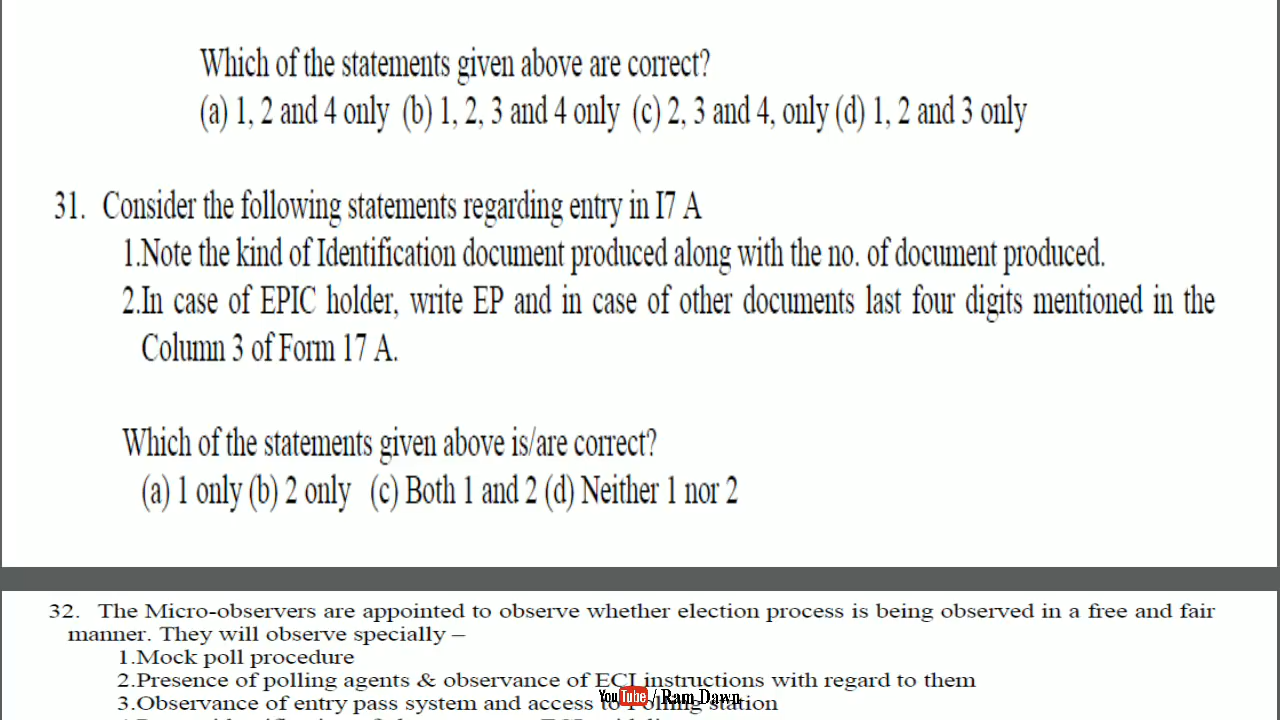 Which of the statements given above are correct?
(a) 1, 2 and 4 only (b) 1, 2, 3 and 4 only (c) 2, 3 and 4, only (d) 1, 2 and 3 only
31. Consider the following statements regarding entry in I7 A
1.Note the kind of Identification document produced along with the no. of document produced.
2.In case of EPIC holder, write EP and in case of other documents last four digits mentioned in the
Column 3 of Form 17 A.
Which of the statements given above is/are correct?
(a) 1 only (b) 2 only (c) Both 1 and 2 (d) Neither 1 nor 2
32. The Micro-observers are appointed to observe whether election process is being observed in a free and fair
manner. They will observe specially –
1.Mock poll procedure
2.Presence of polling agents & observance of ECI instructions with regard to them
3.Observance of entry pass system and access to Polling station
YouTube / Ram Dawn